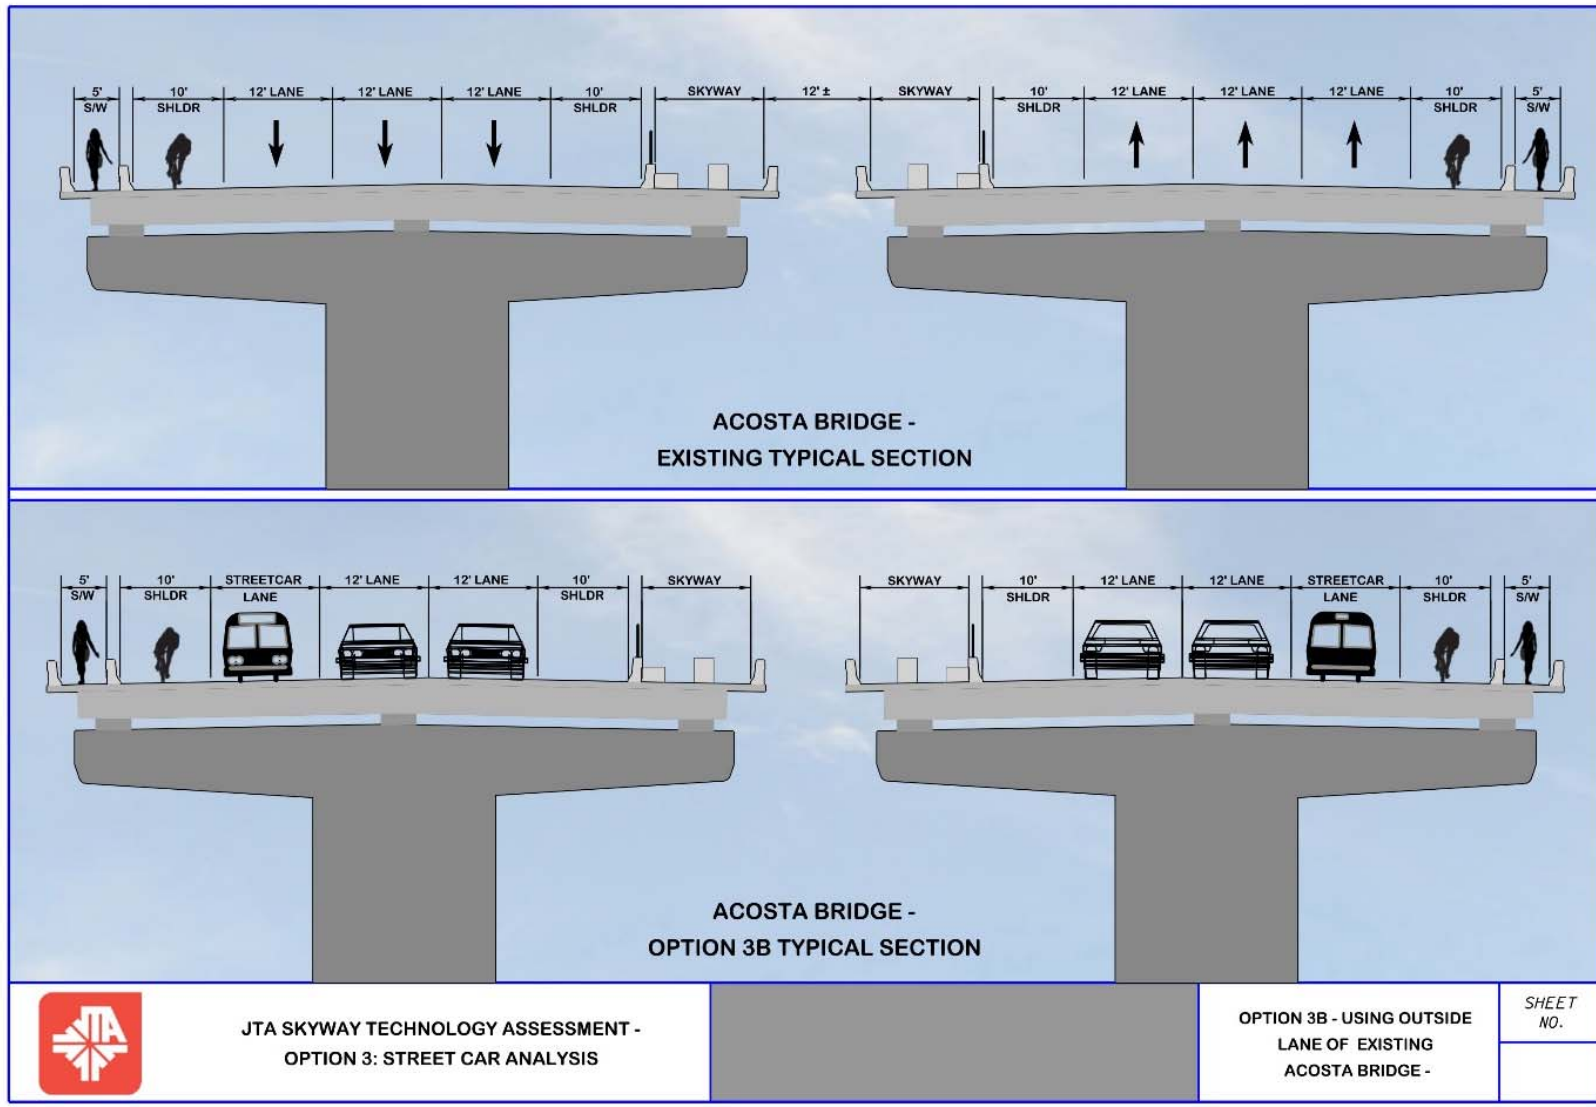 5' 10' 12' LANE 12' LANE 12' LANE 10' SKYWAY 12' ± SKYWAY 10' 12' LANE 12' LANE 12' LANE 10' 5'
S/W SHLDR SHLDR SHLDR SHLDR S/W
ACOSTA BRIDGE -
EXISTING TYPICAL SECTION
5' 10' STREETCAR 12' LANE 12' LANE 10' SKYWAY SKYWAY 10' 12' LANE 12' LANE STREETCAR 10' 5'
S/W SHLDR LANE SHLDR SHLDR LANE SHLDR S/W
ACOSTA BRIDGE -
OPTION 3B TYPICAL SECTION
JTA
JTA SKYWAY TECHNOLOGY ASSESSMENT -
OPTION 3: STREET CAR ANALYSIS
OPTION 3B - USING OUTSIDE
LANE OF EXISTING
ACOSTA BRIDGE -
SHEET
NO.